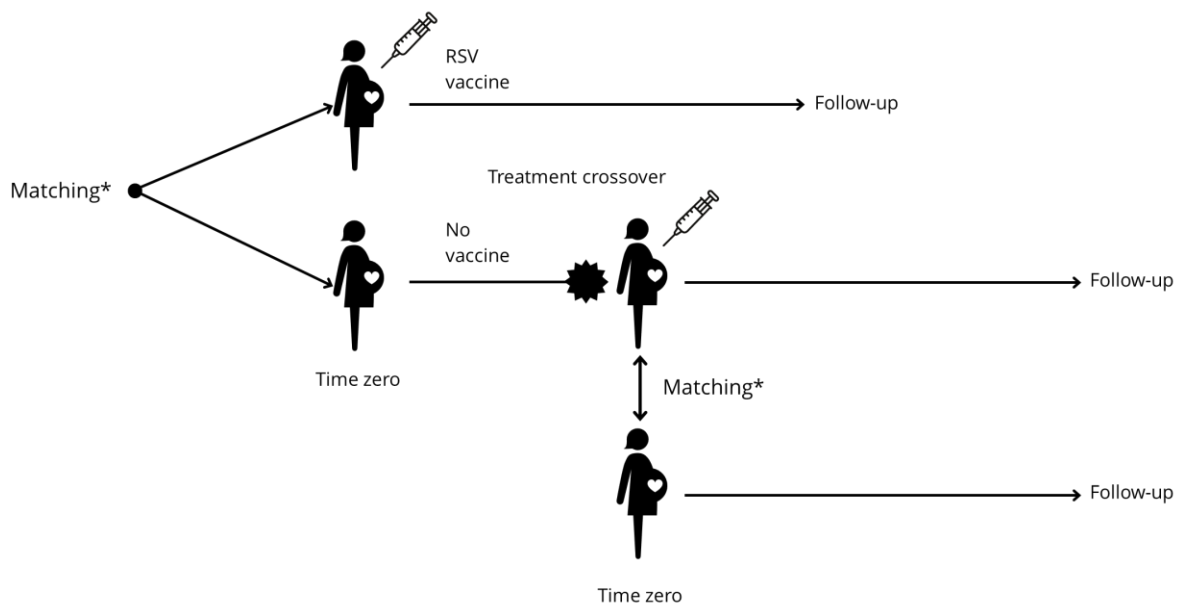 RSV
vaccine
Follow-up
Matching*
Treatment crossover
No
vaccine
Follow-up
Time zero
Matching*
Follow-up
Time zero